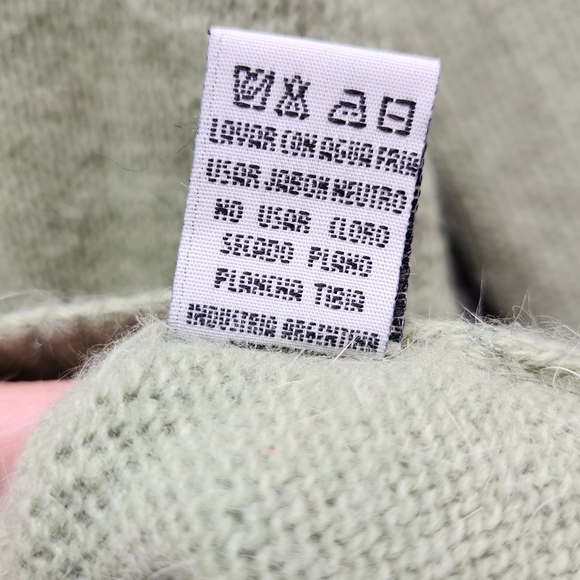 LAVAR CON AGUA FRIA
USAR JABON NEUTRO
NO USAR CLORO
SECADO PLANO
PLANCHA TIBIA
INDUSTRIA ARGENTINA